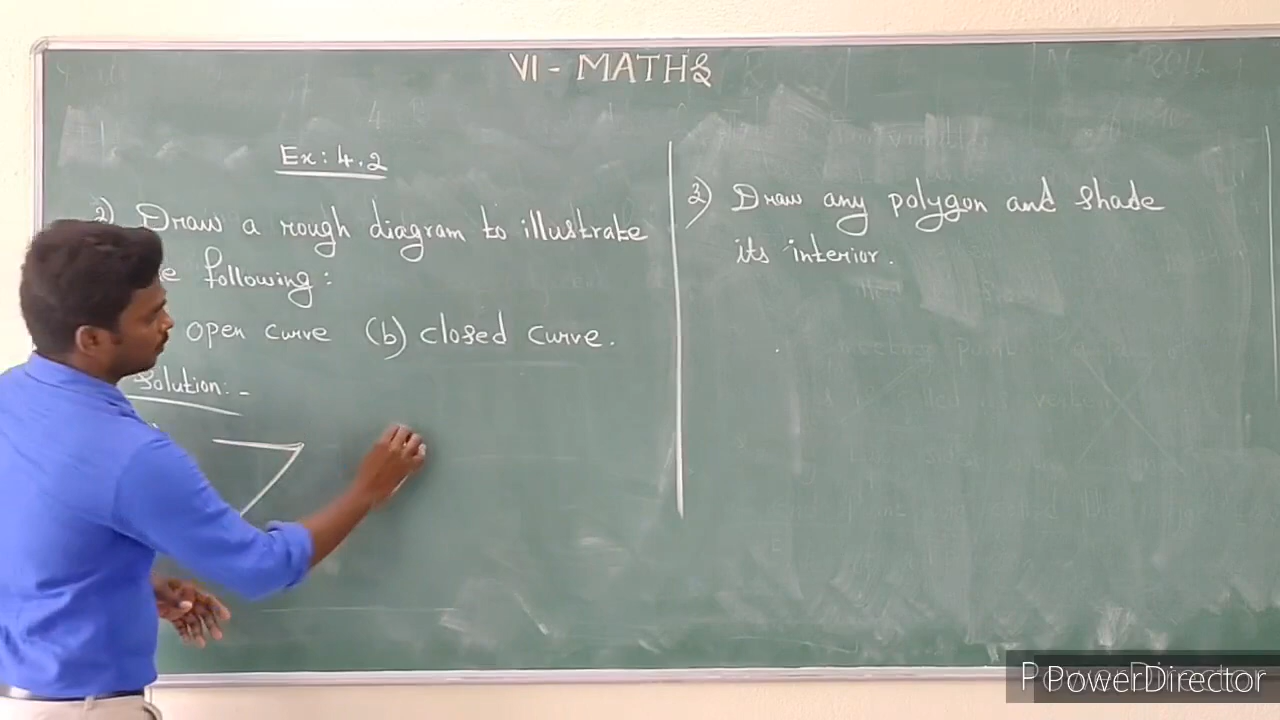 VI - MATHS
Ex: 4.2
2) Draw a rough diagram to illustrate
following:
open curve (b) closed curve.
Solution:-
3) Draw any polygon and shade
its interior.
PowerDirector